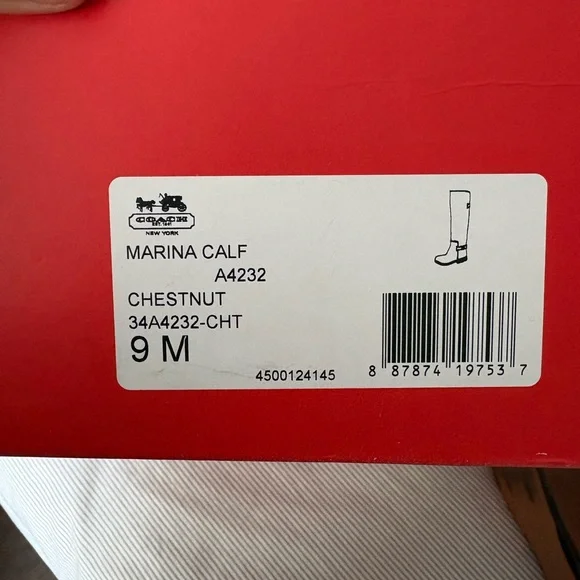 COACH
EST. 1941
NEW YORK
MARINA CALF
A4232
CHESTNUT
34A4232-CHT
9 M
4500124145
8 87874 19753 7